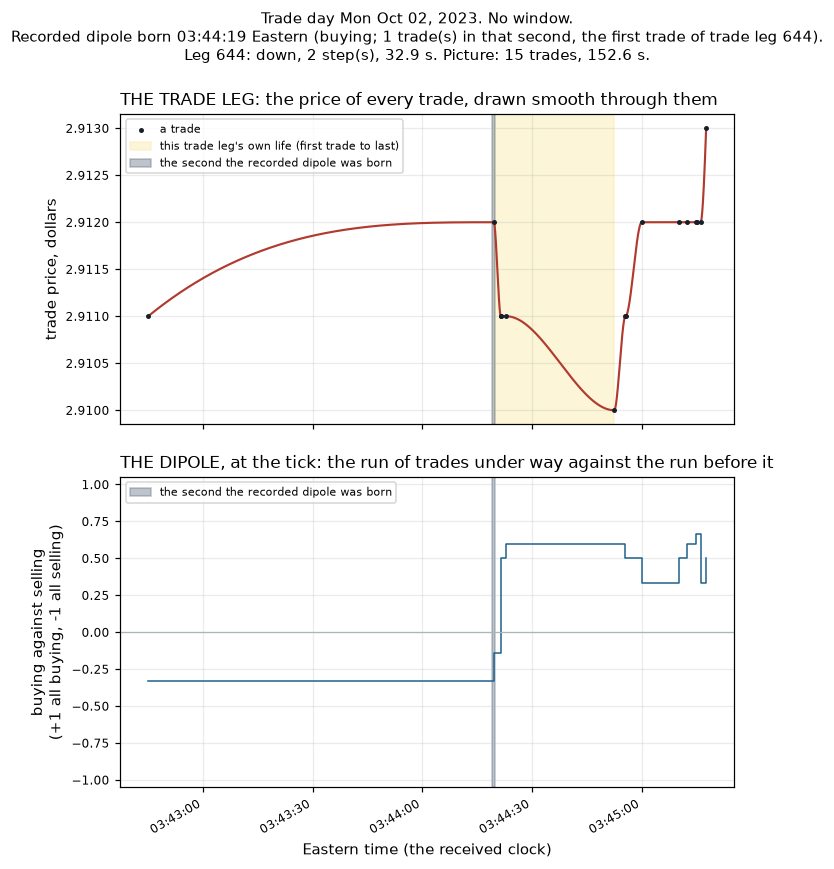 Trade day Mon Oct 02, 2023. No window.
Recorded dipole born 03:44:19 Eastern (buying; 1 trade(s) in that second, the first trade of trade leg 644).
Leg 644: down, 2 step(s), 32.9 s. Picture: 15 trades, 152.6 s.
THE TRADE LEG: the price of every trade, drawn smooth through them
a trade
this trade leg's own life (first trade to last)
the second the recorded dipole was born
trade price, dollars
2.9130
2.9125
2.9120
2.9115
2.9110
2.9105
2.9100
THE DIPOLE, at the tick: the run of trades under way against the run before it
the second the recorded dipole was born
buying against selling
(+1 all buying, -1 all selling)
1.00
0.75
0.50
0.25
0.00
−0.25
−0.50
−0.75
−1.00
03:43:00
03:43:30
03:44:00
03:44:30
03:45:00
Eastern time (the received clock)